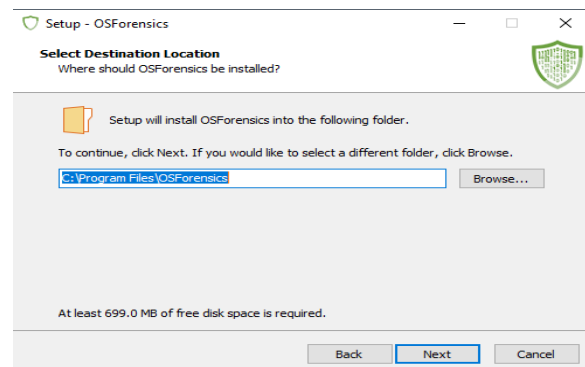 Setup - OSForensics
Select Destination Location
Where should OSForensics be installed?
Setup will install OSForensics into the following folder.
To continue, click Next. If you would like to select a different folder, click Browse.
C:\Program Files\OSForensics
Browse...
At least 699.0 MB of free disk space is required.
Back
Next
Cancel